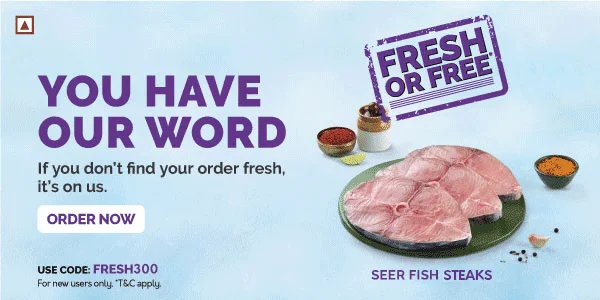 YOU HAVE
OUR WORD
If you don't find your order fresh,
it's on us.
ORDER NOW
USE CODE: FRESH300
For new users only. *T&C apply.
FRESH
OR FREE*
SEER FISH STEAKS